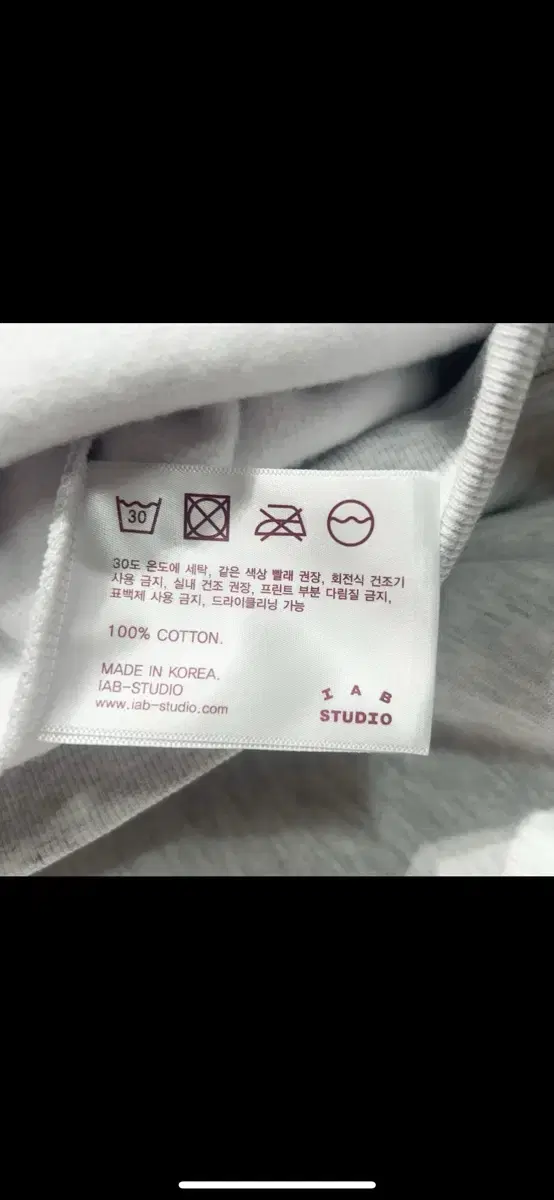 30
30도 온도에 세탁, 같은 색상 빨래 권장, 회전식 건조기
사용 금지, 실내 건조 권장, 프린트 부분 다림질 금지,
표백제 사용 금지, 드라이클리닝 가능
100% COTTON.
MADE IN KOREA.
IAB-STUDIO
www.iab-studio.com
I A B
STUDIO